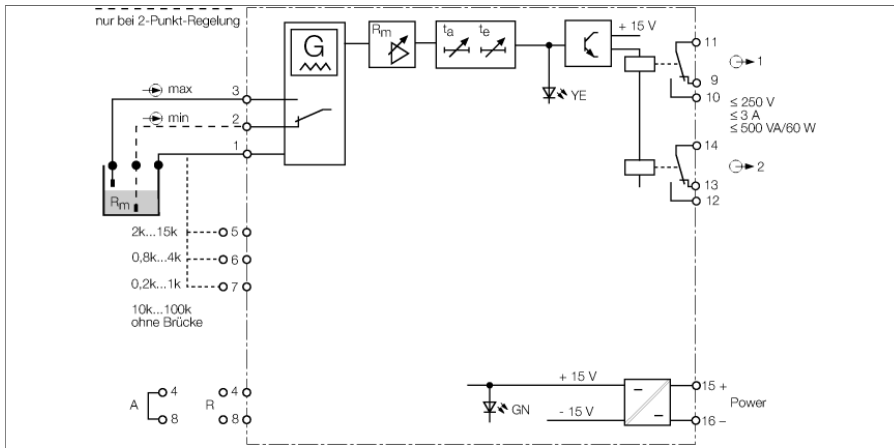 nur bei 2-Punkt-Regelung
G
Rm
ta te
+ 15 V
11
1
max 3
YE
9
10
≤ 250 V
≤ 3 A
≤ 500 VA/60 W
min 2
1
14
2
Rm
13
12
2k...15k 5
0,8k...4k 6
0,2k...1k 7
10k...100k
ohne Brücke
+ 15 V
15 +
A 4 R 4
GN
Power
8 8
- 15 V
16 –